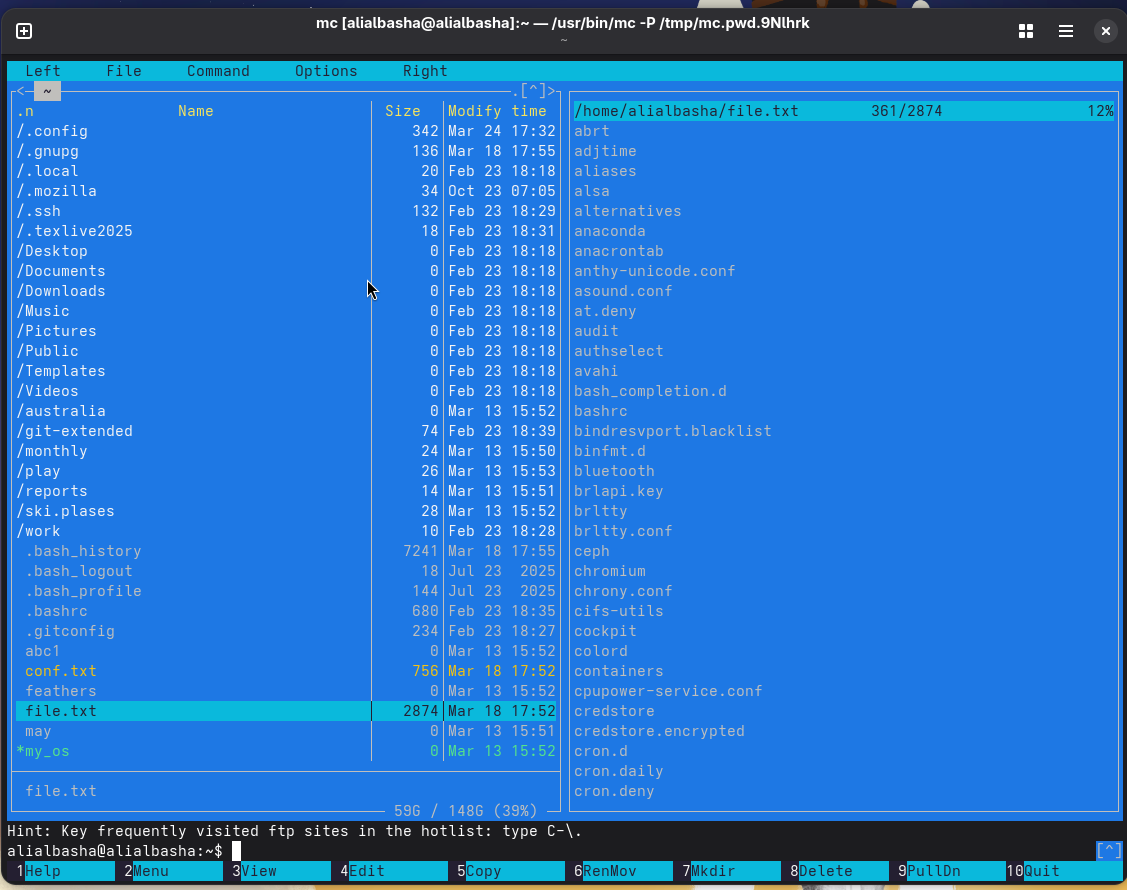 mc [alialbasha@alialbasha]:~ — /usr/bin/mc -P /tmp/mc.pwd.9Nlhrk
~
Left File Command Options Right
<─ ~ .[^]>
.n Name Size Modify time
/.config 342 Mar 24 17:32
/.gnupg 136 Mar 18 17:55
/.local 20 Feb 23 18:18
/.mozilla 34 Oct 23 07:05
/.ssh 132 Feb 23 18:29
/.texlive2025 18 Feb 23 18:31
/Desktop 0 Feb 23 18:18
/Documents 0 Feb 23 18:18
/Downloads 0 Feb 23 18:18
/Music 0 Feb 23 18:18
/Pictures 0 Feb 23 18:18
/Public 0 Feb 23 18:18
/Templates 0 Feb 23 18:18
/Videos 0 Feb 23 18:18
/australia 0 Mar 13 15:52
/git-extended 74 Feb 23 18:39
/monthly 24 Mar 13 15:50
/play 26 Mar 13 15:53
/reports 14 Mar 13 15:51
/ski.plases 28 Mar 13 15:52
/work 10 Feb 23 18:28
.bash_history 7241 Mar 18 17:55
.bash_logout 18 Jul 23 2025
.bash_profile 144 Jul 23 2025
.bashrc 680 Feb 23 18:35
.gitconfig 234 Feb 23 18:27
abc1 0 Mar 13 15:52
conf.txt 756 Mar 18 17:52
feathers 0 Mar 13 15:52
file.txt 2874 Mar 18 17:52
may 0 Mar 13 15:51
*my_os 0 Mar 13 15:52
file.txt
59G / 148G (39%)
/home/alialbasha/file.txt 361/2874 12%
abrt
adjtime
aliases
alsa
alternatives
anaconda
anacrontab
anthy-unicode.conf
asound.conf
at.deny
audit
authselect
avahi
bash_completion.d
bashrc
bindresvport.blacklist
binfmt.d
bluetooth
brlapi.key
brltty
brltty.conf
ceph
chromium
chrony.conf
cifs-utils
cockpit
colord
containers
cpupower-service.conf
credstore
credstore.encrypted
cron.d
cron.daily
cron.deny
Hint: Key frequently visited ftp sites in the hotlist: type C-\.
alialbasha@alialbasha:~$ [^]
1Help 2Menu 3View 4Edit 5Copy 6RenMov 7Mkdir 8Delete 9PullDn 10Quit